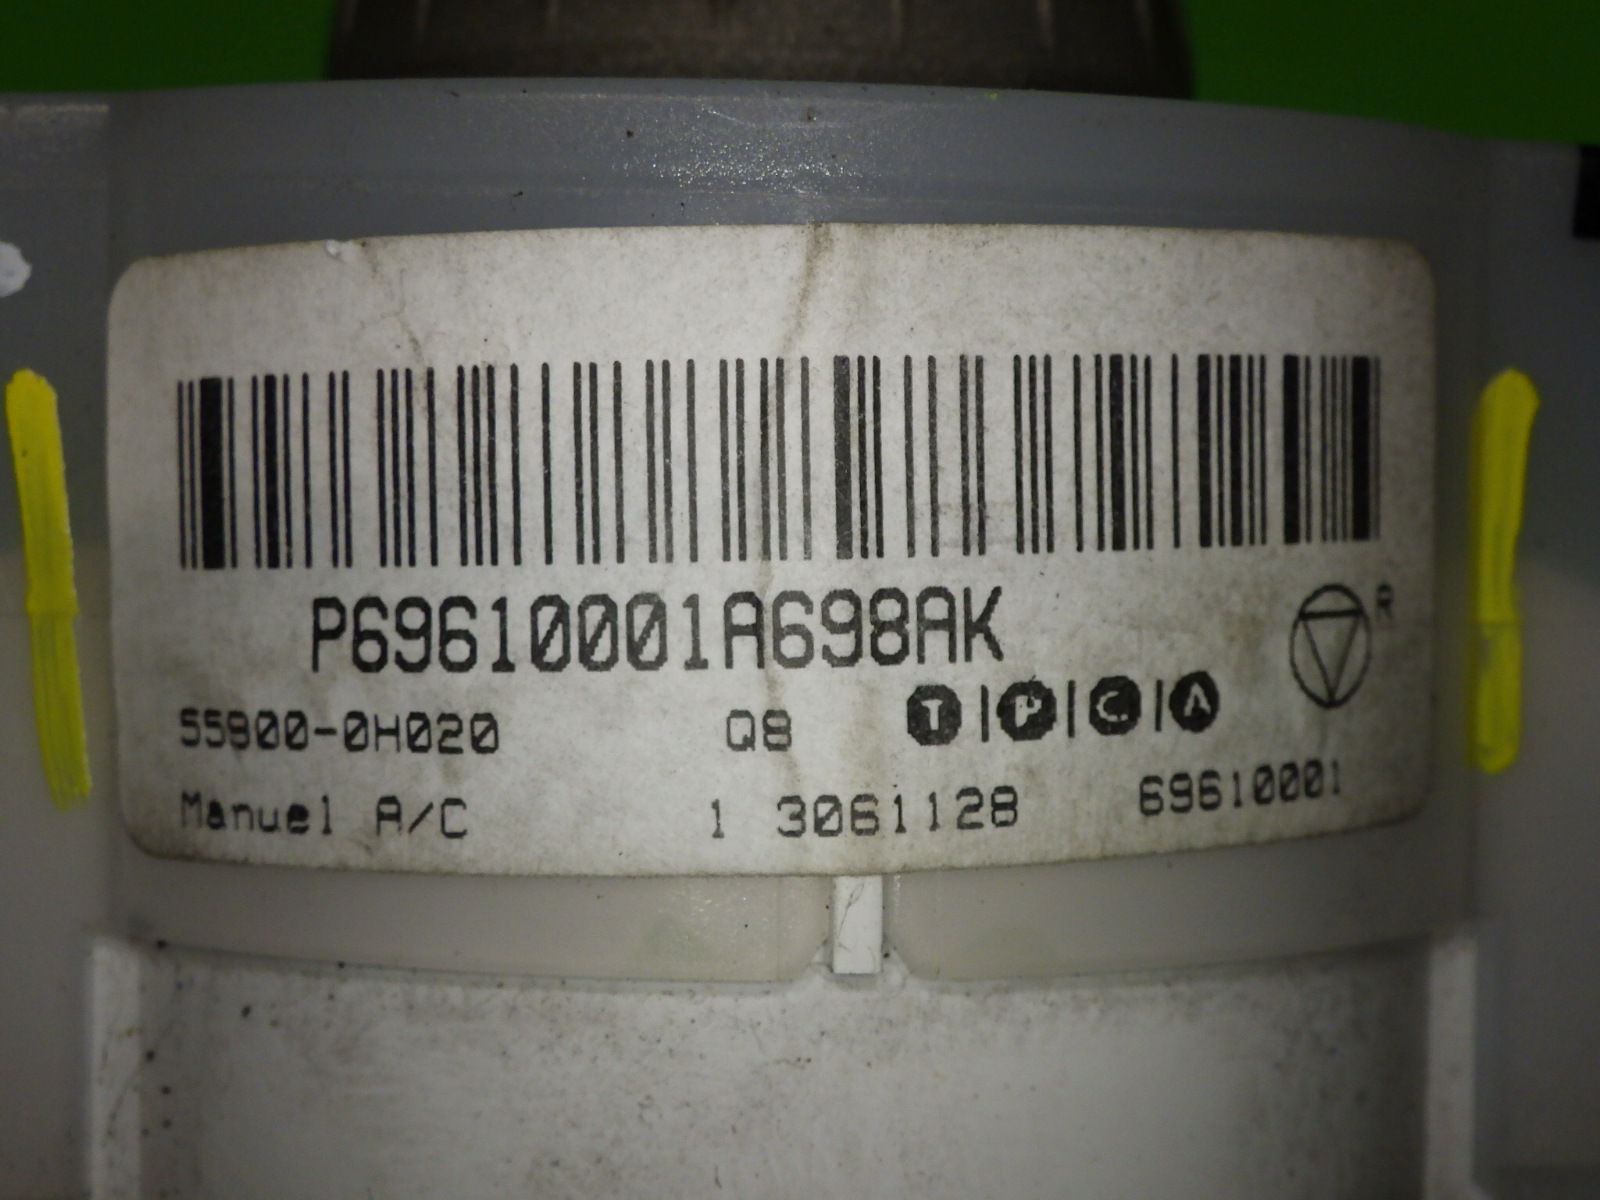 P69610001A698AK
R
55900-0H020 Q8 T|P|C|A
Manuel A/C 1 3061128 69610001